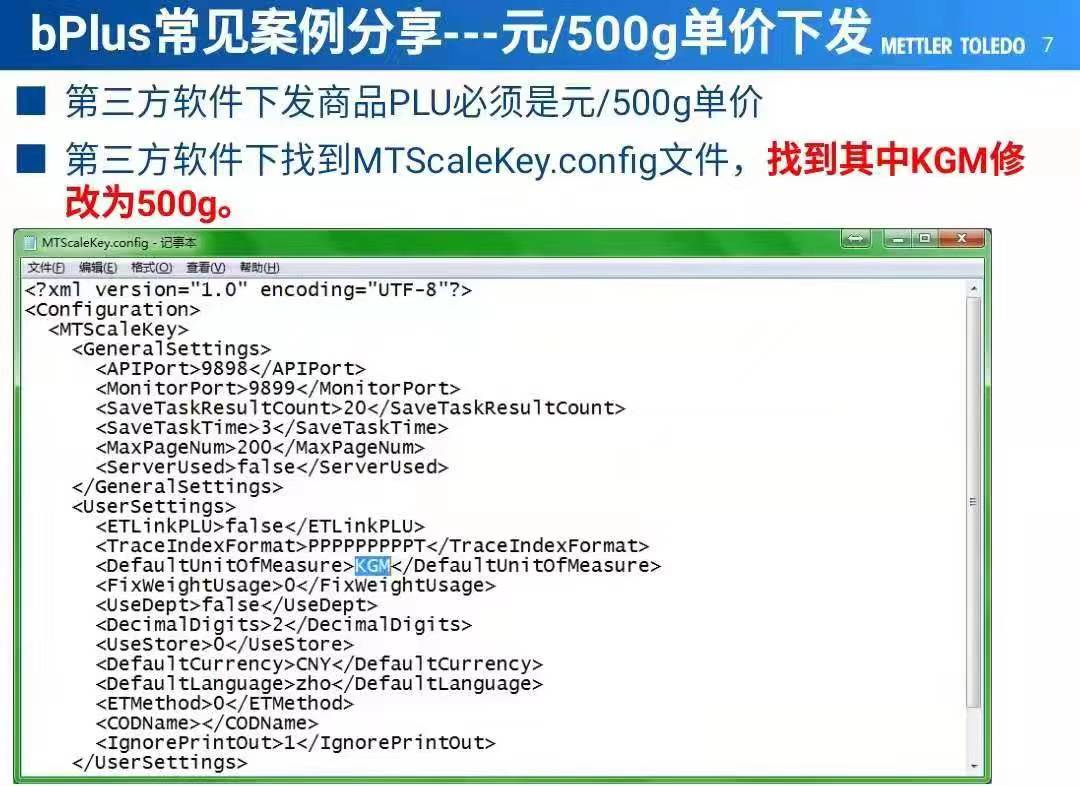 bPlus常见案例分享---元/500g单价下发 METTLER TOLEDO 7
■ 第三方软件下发商品PLU必须是元/500g单价
■ 第三方软件下找到MTScaleKey.config文件，找到其中KGM修
改为500g。
MTScaleKey.config - 记事本
文件(F) 编辑(E) 格式(O) 查看(V) 帮助(H)
<?xml version="1.0" encoding="UTF-8"?>
<Configuration>
  <MTScaleKey>
    <GeneralSettings>
      <APIPort>9898</APIPort>
      <MonitorPort>9899</MonitorPort>
      <SaveTaskResultCount>20</SaveTaskResultCount>
      <SaveTaskTime>3</SaveTaskTime>
      <MaxPageNum>200</MaxPageNum>
      <ServerUsed>false</ServerUsed>
    </GeneralSettings>
    <UserSettings>
      <ETLinkPLU>false</ETLinkPLU>
      <TraceIndexFormat>PPPPPPPPPT</TraceIndexFormat>
      <DefaultUnitOfMeasure>KGM</DefaultUnitOfMeasure>
      <FixWeightUsage>0</FixWeightUsage>
      <UseDept>false</UseDept>
      <DecimalDigits>2</DecimalDigits>
      <UseStore>0</UseStore>
      <DefaultCurrency>CNY</DefaultCurrency>
      <DefaultLanguage>zho</DefaultLanguage>
      <ETMethod>0</ETMethod>
      <CODName></CODName>
      <IgnorePrintOut>1</IgnorePrintOut>
    </UserSettings>